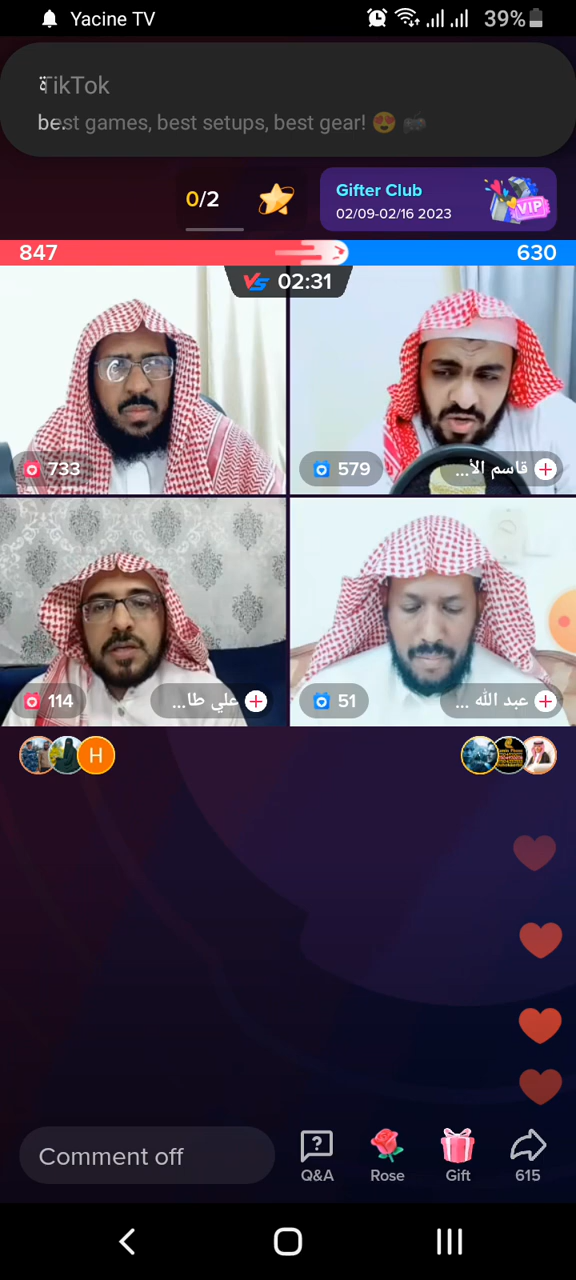 Yacine TV
39%
TikTok
best games, best setups, best gear! 😍 🎮
0/2
Gifter Club
02/09-02/16 2023
VIP
847
630
VS 02:31
733
579
قاسم الأ...
114
علي طا...
51
عبد الله ...
H
Comment off
?
Q&A
Rose
Gift
615